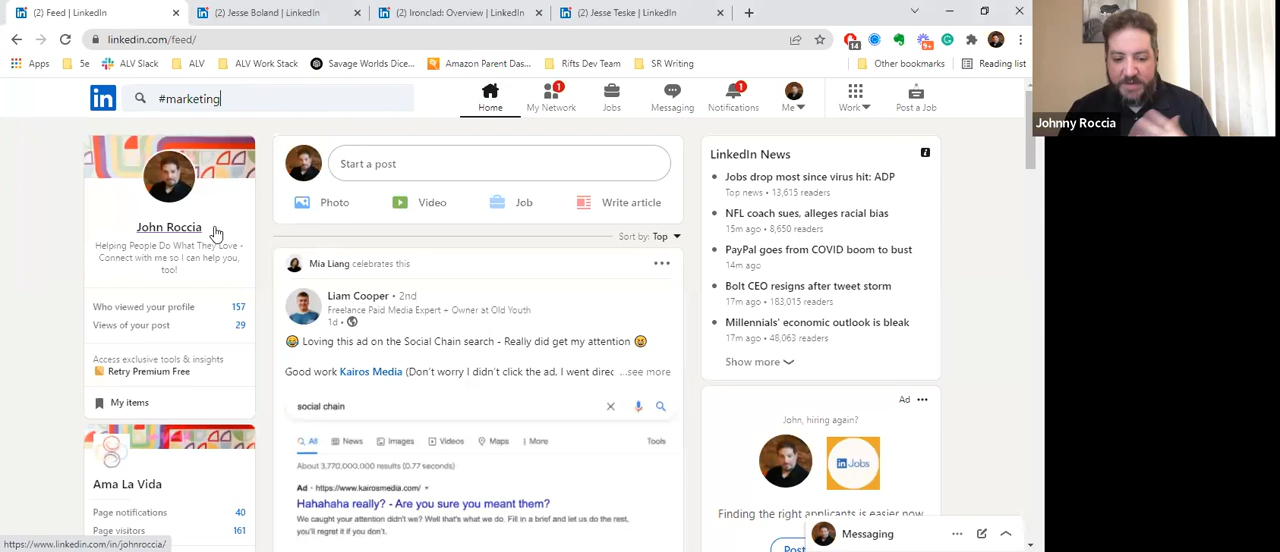 (2) Feed | LinkedIn
(2) Jesse Boland | LinkedIn
(2) Ironclad: Overview | LinkedIn
(2) Jesse Teske | LinkedIn
linkedin.com/feed/
14
9+
Apps
5e
ALV Slack
ALV
ALV Work Stack
Savage Worlds Dice...
Amazon Parent Das...
Rifts Dev Team
SR Writing
Other bookmarks
Reading list
in
#marketing
Home
1
My Network
Jobs
Messaging
1
Notifications
Me
Work
Post a Job
Johnny Roccia
John Roccia
Helping People Do What They Love -
Connect with me so I can help you,
too!
Who viewed your profile 157
Views of your post 29
Access exclusive tools & insights
Retry Premium Free
My items
Ama La Vida
Page notifications 40
Page visitors 161
https://www.linkedin.com/in/johnroccia/
Start a post
Photo
Video
Job
Write article
Sort by: Top
Mia Liang celebrates this
Liam Cooper • 2nd
Freelance Paid Media Expert + Owner at Old Youth
1d •
Loving this ad on the Social Chain search - Really did get my attention
Good work Kairos Media (Don't worry I didn't click the ad, I went direc ...see more
social chain
All
News
Images
Videos
Maps
More
Tools
About 3,770,000,000 results (0.77 seconds)
Ad • https://www.kairosmedia.com/
Hahahaha really? - Are you sure you meant them?
We caught your attention didn't we? Well that's what we do. Fill in a brief and let us do the rest,
you'll regret it if you don't.
LinkedIn News
Jobs drop most since virus hit: ADP
Top news • 13,615 readers
NFL coach sues, alleges racial bias
15m ago • 8,650 readers
PayPal goes from COVID boom to bust
14m ago
Bolt CEO resigns after tweet storm
17m ago • 183,015 readers
Millennials' economic outlook is bleak
17m ago • 48,063 readers
Show more
Ad
John, hiring again?
in Jobs
Finding the right applicants is easier now
Post
Messaging